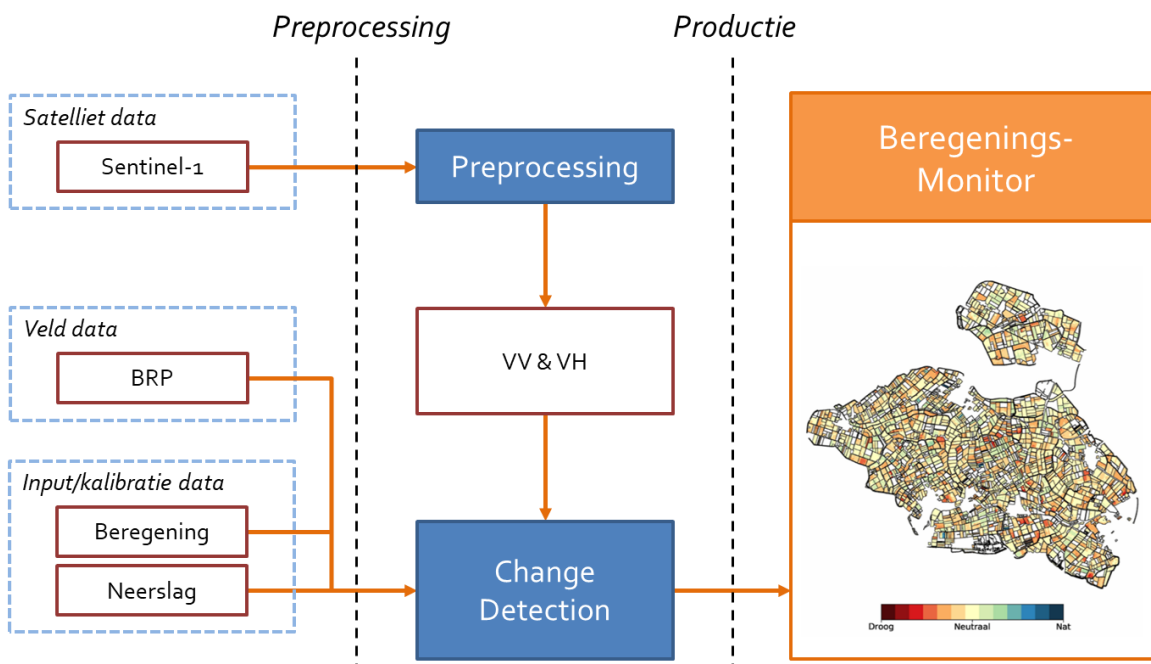 Preprocessing
Productie
Satelliet data
Sentinel-1
Preprocessing
Beregenings-
Monitor
Veld data
BRP
VV & VH
Input/kalibratie data
Beregening
Neerslag
Change
Detection
Droog Neutraal Nat